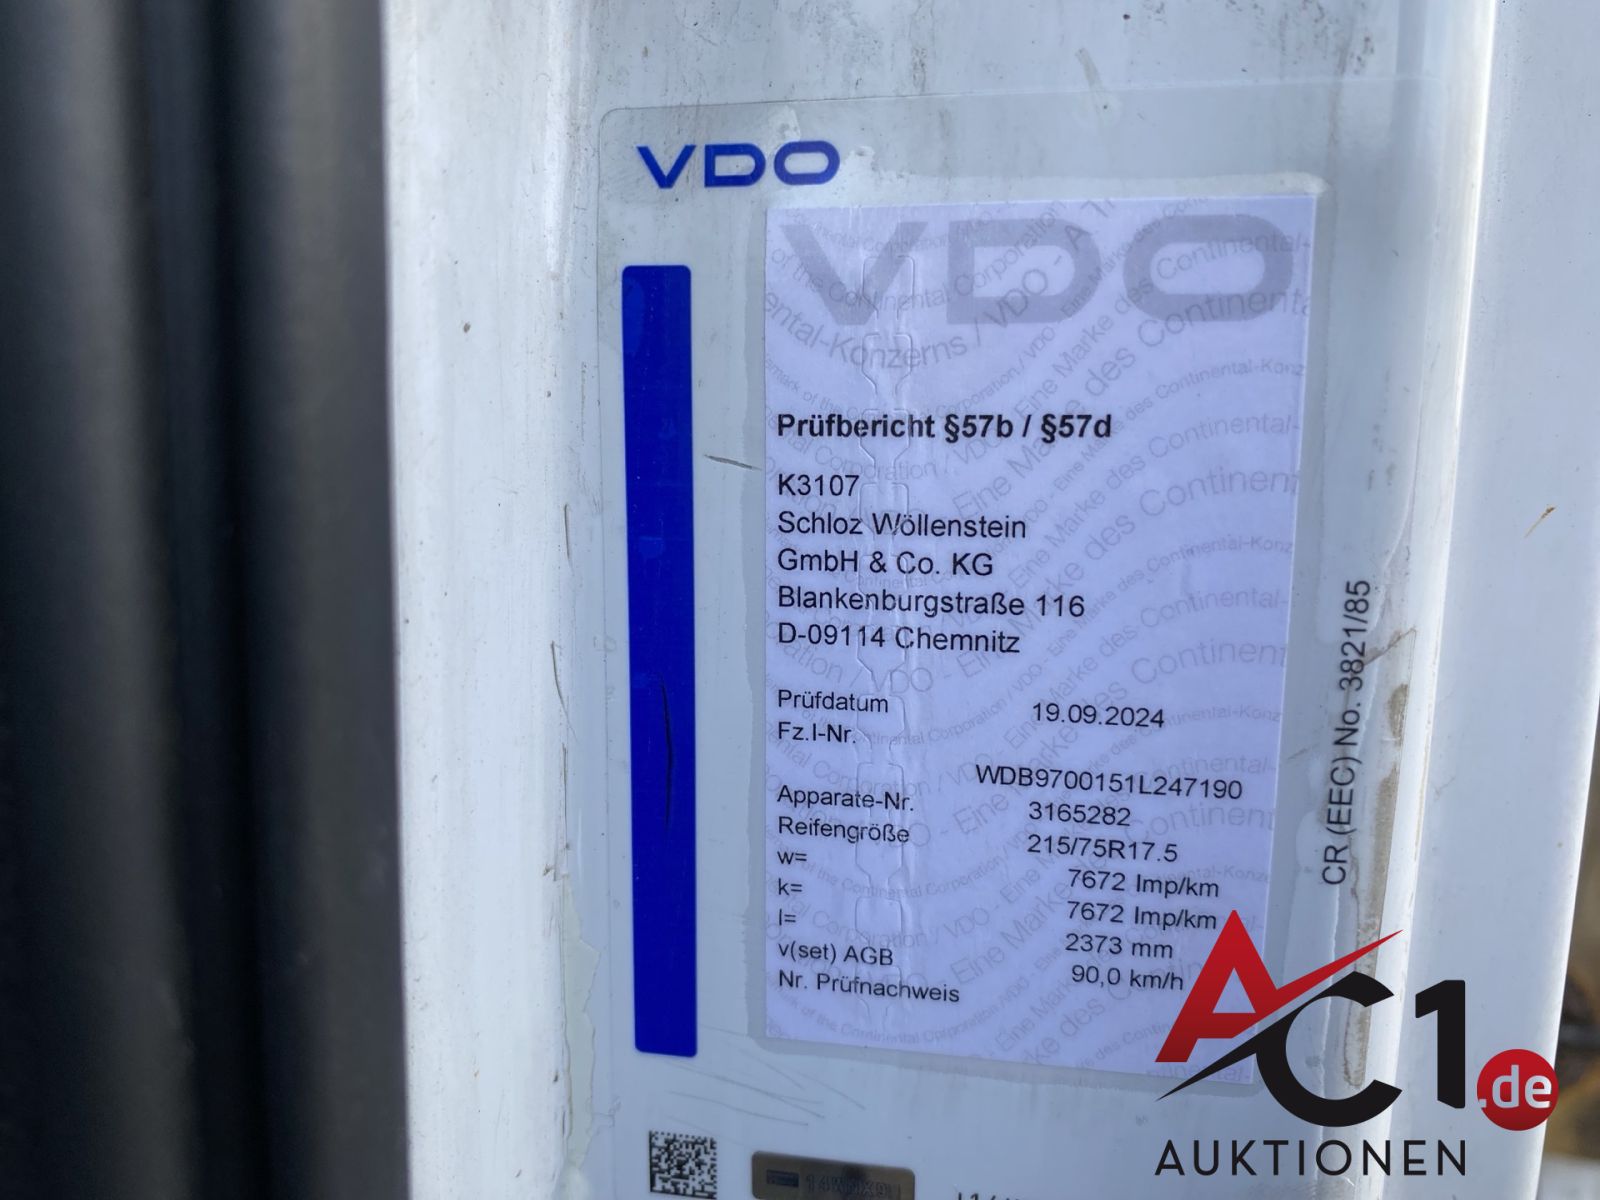 VDO
VDO
Prüfbericht §57b / §57d
K3107
Schloz Wöllenstein
GmbH & Co. KG
Blankenburgstraße 116
D-09114 Chemnitz
Prüfdatum 19.09.2024
Fz.I-Nr.
WDB9700151L247190
Apparate-Nr. 3165282
Reifengröße 215/75R17.5
w= 7672 Imp/km
k= 7672 Imp/km
l= 2373 mm
v(set) AGB 90,0 km/h
Nr. Prüfnachweis
CR (EEC) No. 3821/85
AC1.de
AUKTIONEN